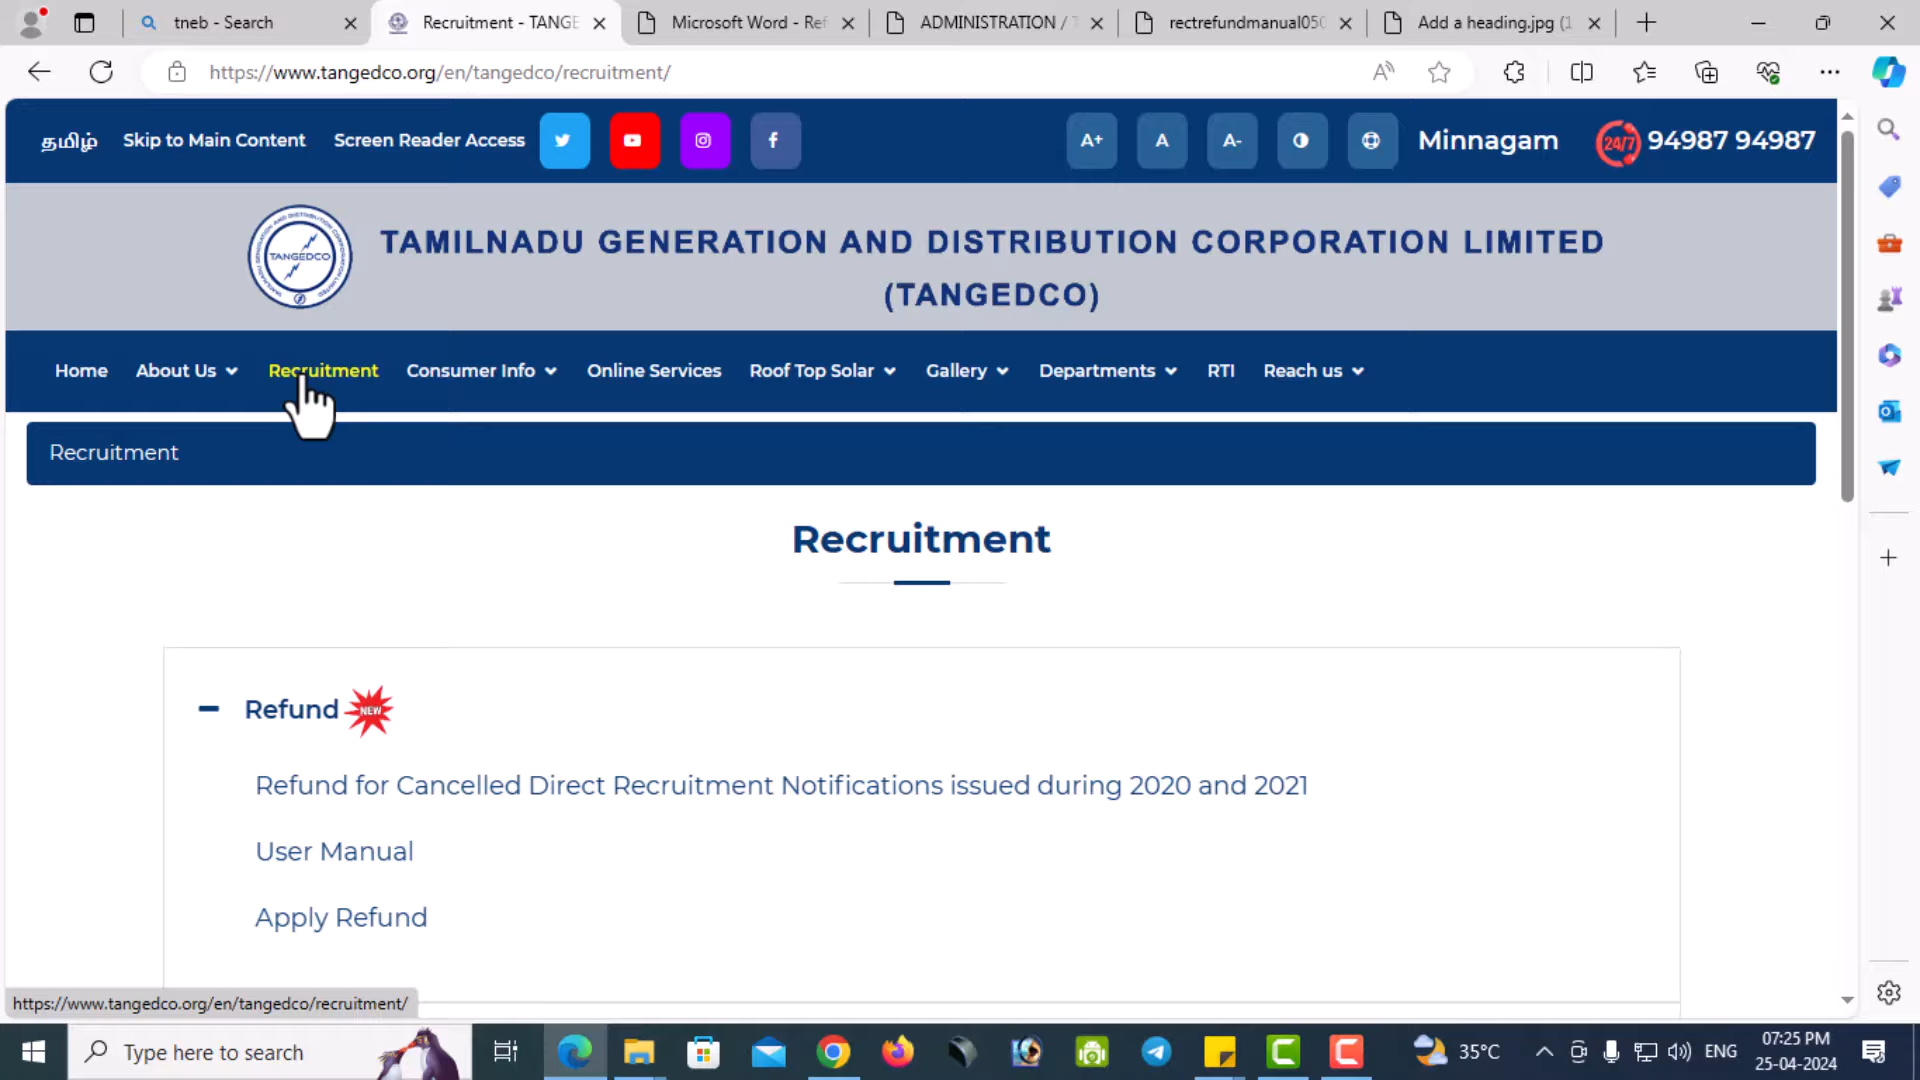 tneb - Search
Recruitment - TANGE
Microsoft Word - Ref
ADMINISTRATION / T
rectrefundmanual050
Add a heading.jpg (1
https://www.tangedco.org/en/tangedco/recruitment/
தமிழ் Skip to Main Content Screen Reader Access A+ A A- Minnagam 24/7 94987 94987
TANGEDCO
TAMILNADU GENERATION AND DISTRIBUTION CORPORATION LIMITED
(TANGEDCO)
Home About Us Recruitment Consumer Info Online Services Roof Top Solar Gallery Departments RTI Reach us
Recruitment
Recruitment
Refund NEW
Refund for Cancelled Direct Recruitment Notifications issued during 2020 and 2021
User Manual
Apply Refund
https://www.tangedco.org/en/tangedco/recruitment/
Type here to search
35°C
ENG
07:25 PM
25-04-2024